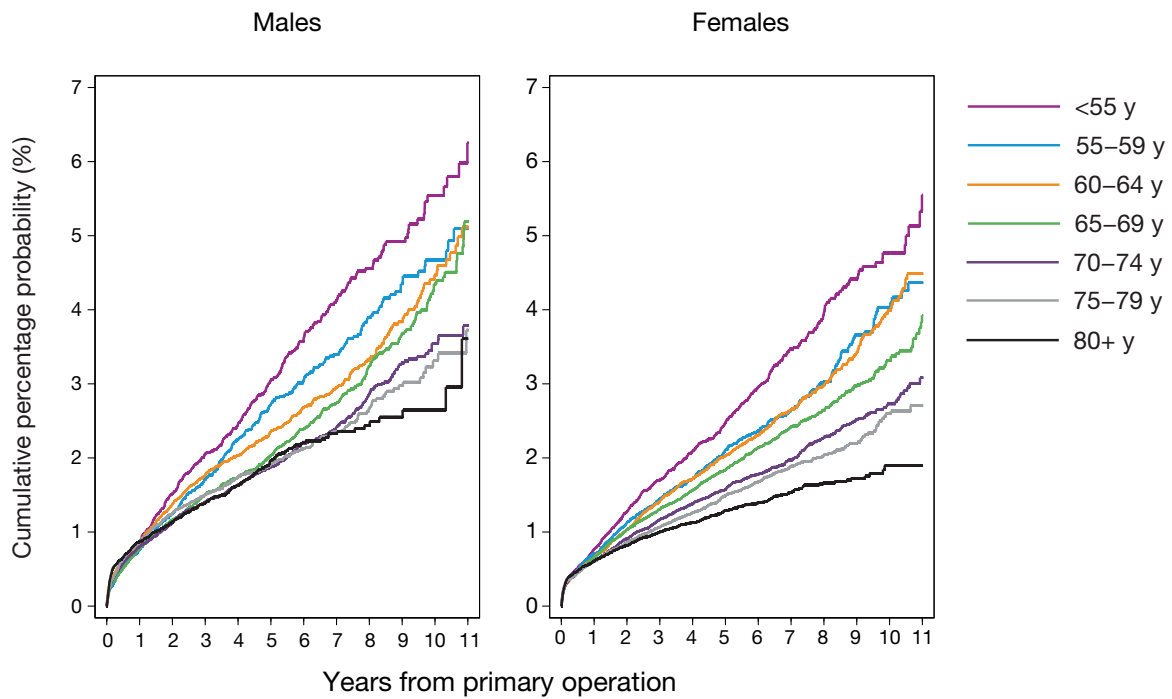 Males
Females
Cumulative percentage probability (%)
7
6
5
4
3
2
1
0
0 1 2 3 4 5 6 7 8 9 10 11
7
6
5
4
3
2
1
0
0 1 2 3 4 5 6 7 8 9 10 11
Years from primary operation
<55 y
55–59 y
60–64 y
65–69 y
70–74 y
75–79 y
80+ y